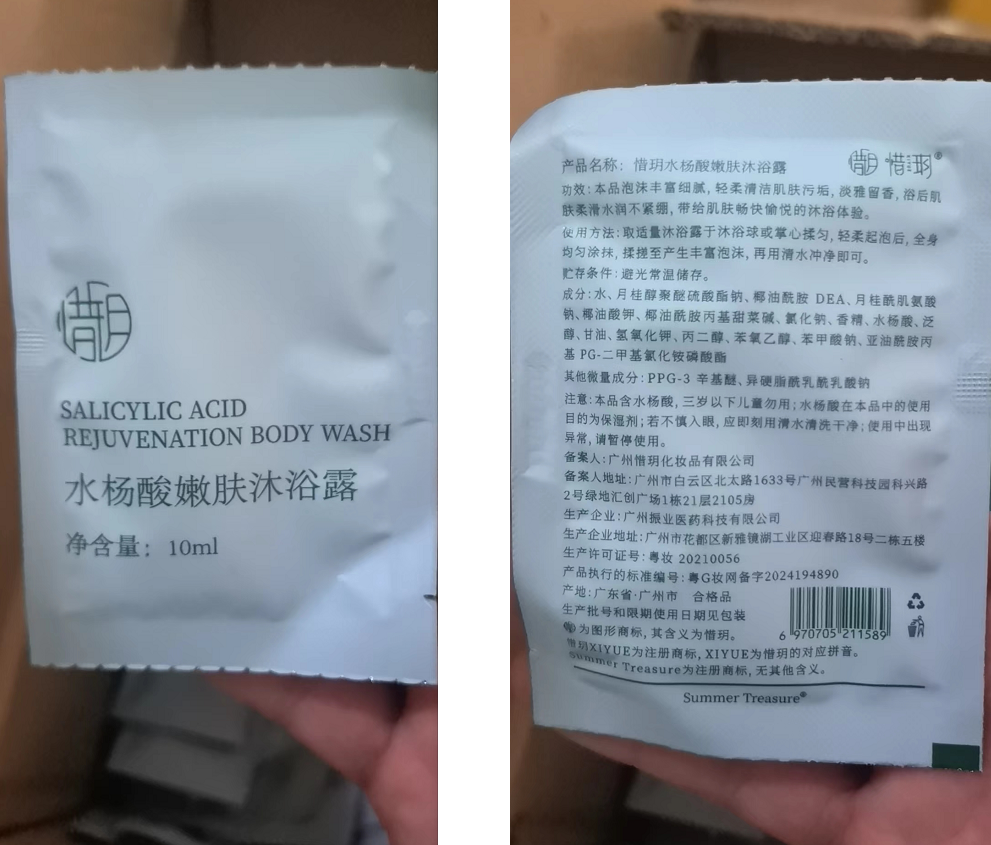 惜玥
SALICYLIC ACID
REJUVENATION BODY WASH
水杨酸嫩肤沐浴露
净含量：10ml
产品名称：惜玥水杨酸嫩肤沐浴露
惜玥 惜玥®
功效：本品泡沫丰富细腻，轻柔清洁肌肤污垢，淡雅留香，浴后肌
肤柔滑水润不紧绷，带给肌肤畅快愉悦的沐浴体验。
使用方法：取适量沐浴露于沐浴球或掌心揉匀，轻柔起泡后，全身
均匀涂抹，揉搓至产生丰富泡沫，再用清水冲净即可。
贮存条件：避光常温储存。
成分：水、月桂醇聚醚硫酸酯钠、椰油酰胺 DEA、月桂酰肌氨酸
钠、椰油酸钾、椰油酰胺丙基甜菜碱、氯化钠、香精、水杨酸、泛
醇、甘油、氢氧化钾、丙二醇、苯氧乙醇、苯甲酸钠、亚油酰胺丙
基 PG-二甲基氯化铵磷酸酯
其他微量成分：PPG-3 辛基醚、异硬脂酰乳酰乳酸钠
注意：本品含水杨酸，三岁以下儿童勿用；水杨酸在本品中的使用
目的为保湿剂；若不慎入眼，应即刻用清水清洗干净；使用中出现
异常，请暂停使用。
备案人：广州惜玥化妆品有限公司
备案人地址：广州市白云区北太路1633号广州民营科技园科兴路
2号绿地汇创广场1栋21层2105房
生产企业：广州振业医药科技有限公司
生产企业地址：广州市花都区新雅镜湖工业区迎春路18号二栋五楼
生产许可证号：粤妆 20210056
产品执行的标准编号：粤G妆网备字2024194890
产地：广东省·广州市 合格品
生产批号和限期使用日期见包装
为图形商标，其含义为惜玥。
惜玥XIYUE为注册商标，XIYUE为惜玥的对应拼音。
Summer Treasure为注册商标，无其他含义。
6 970705 211589
Summer Treasure®